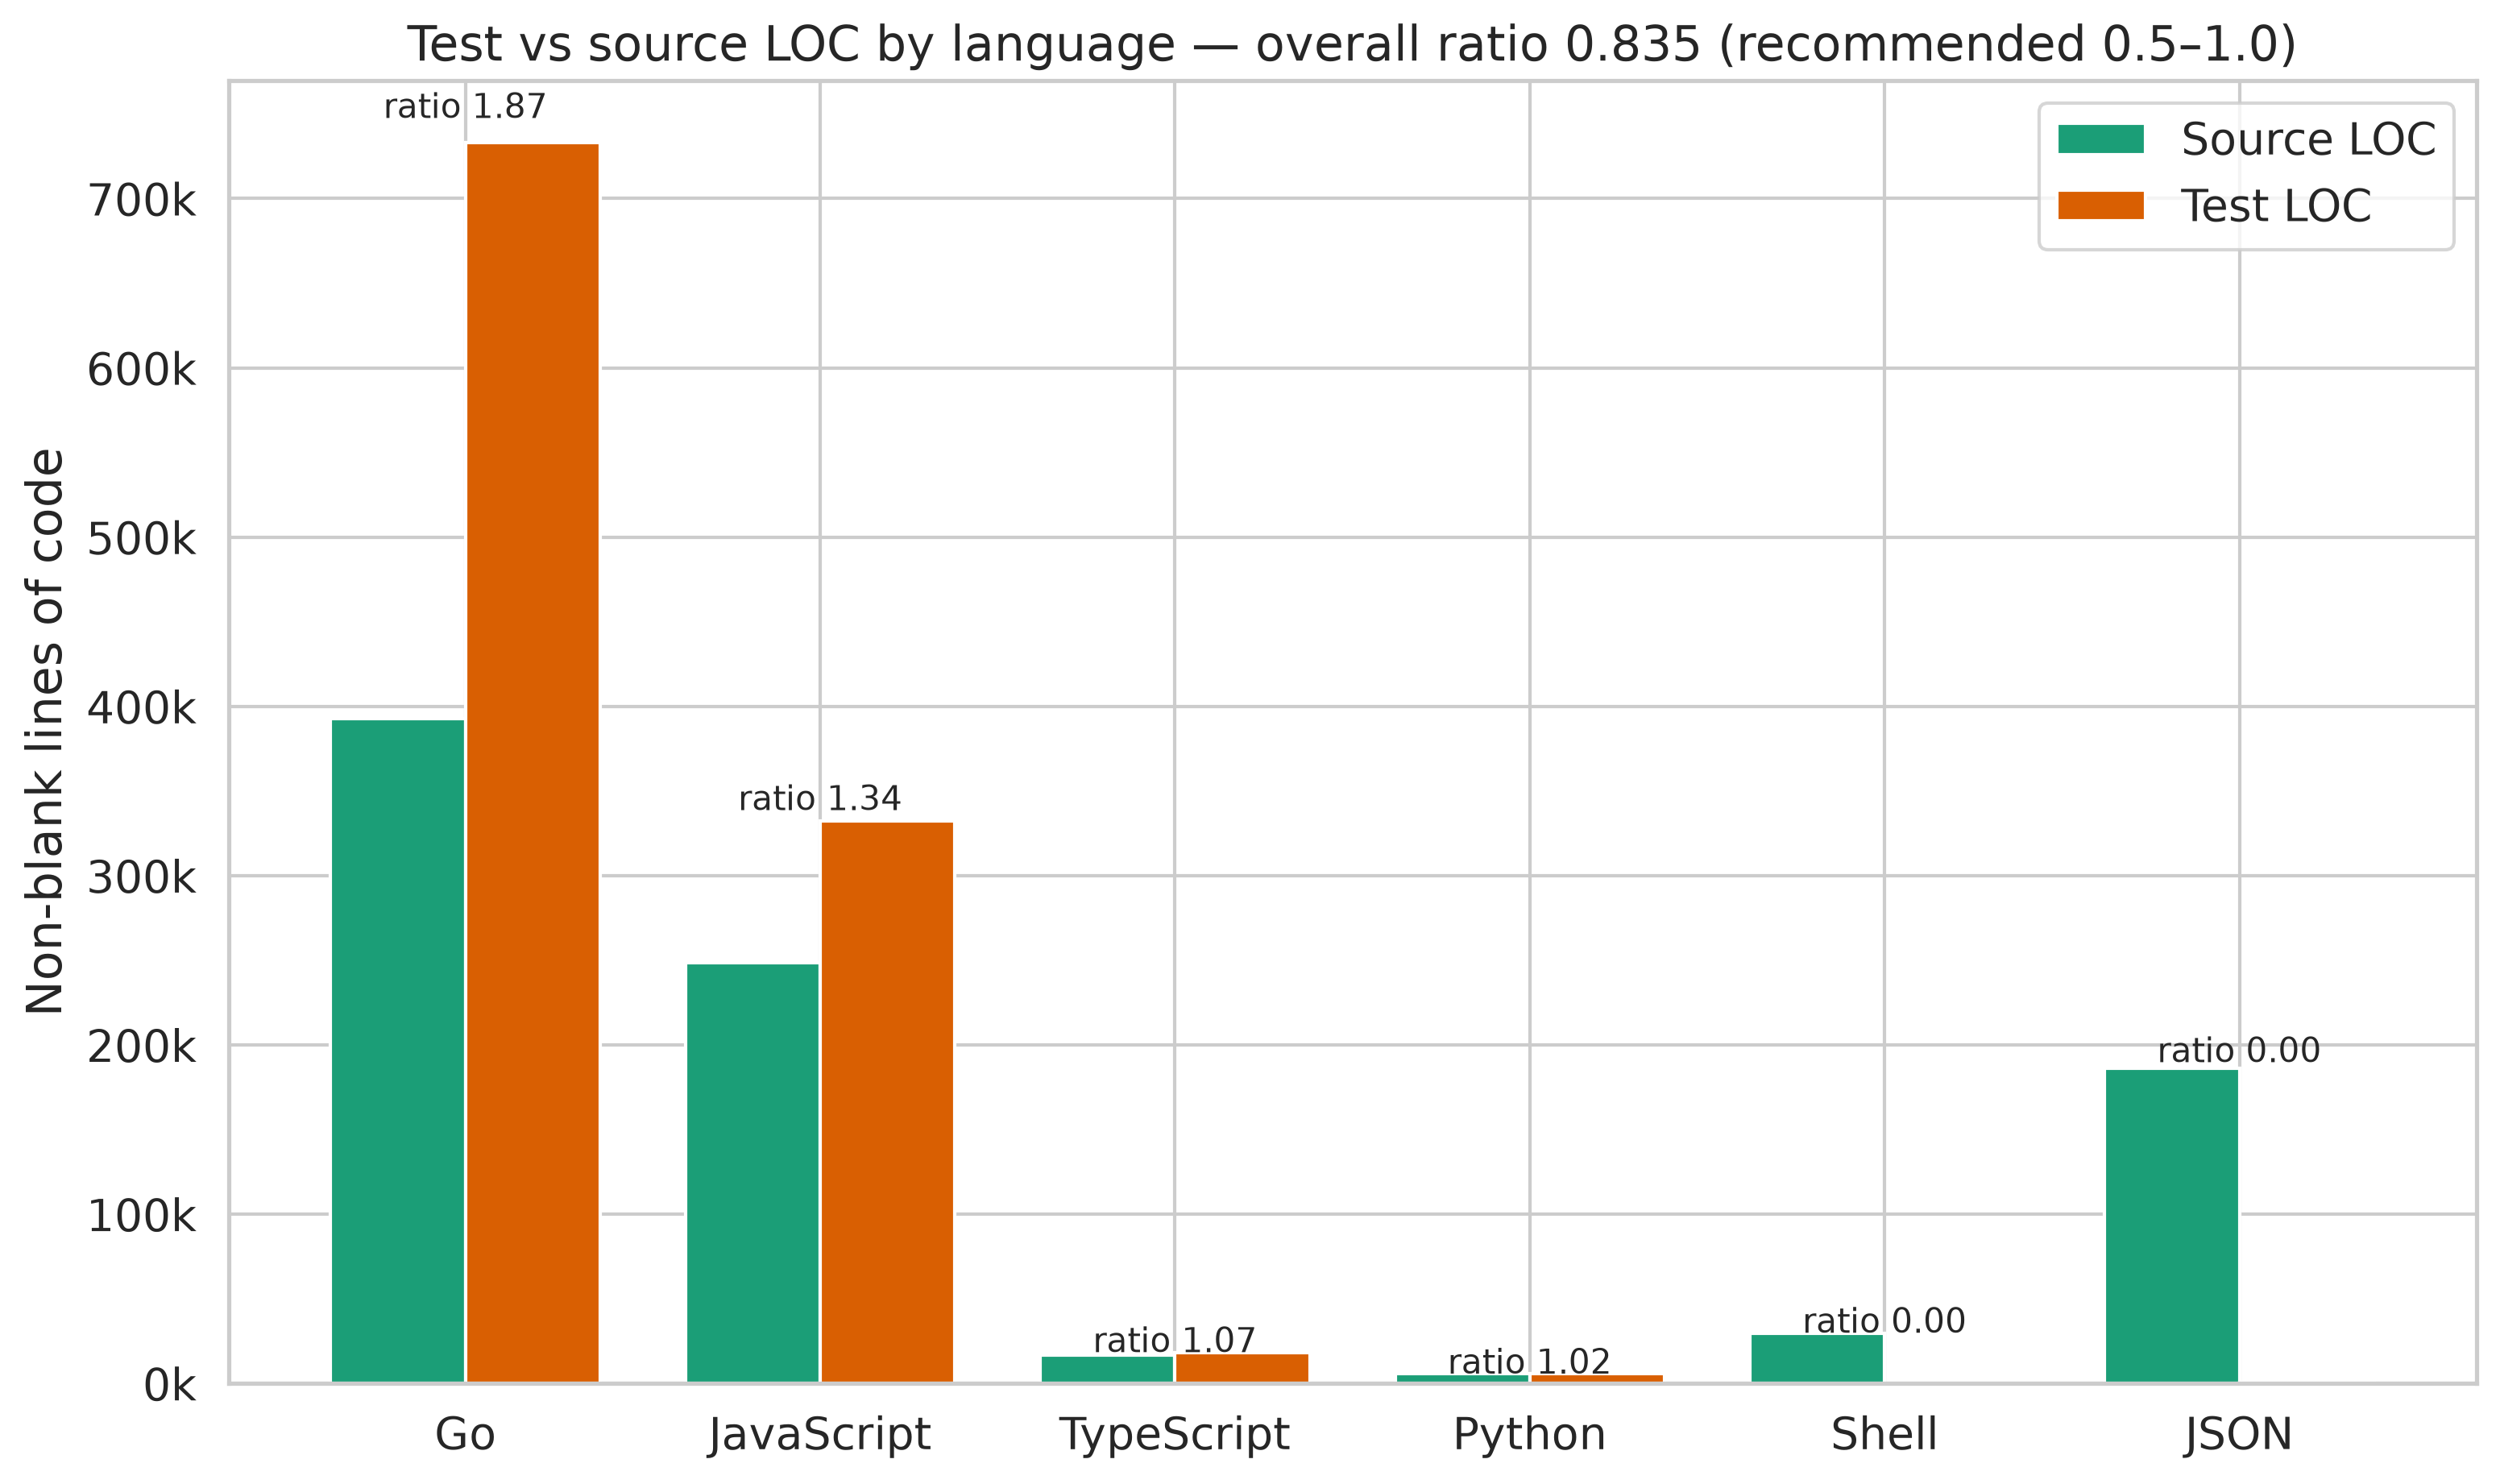 Test vs source LOC by language — overall ratio 0.835 (recommended 0.5–1.0)
Source LOC
Test LOC
Non-blank lines of code
700k
600k
500k
400k
300k
200k
100k
0k
ratio 1.87
ratio 1.34
ratio 1.07
ratio 1.02
ratio 0.00
ratio 0.00
Go
JavaScript
TypeScript
Python
Shell
JSON